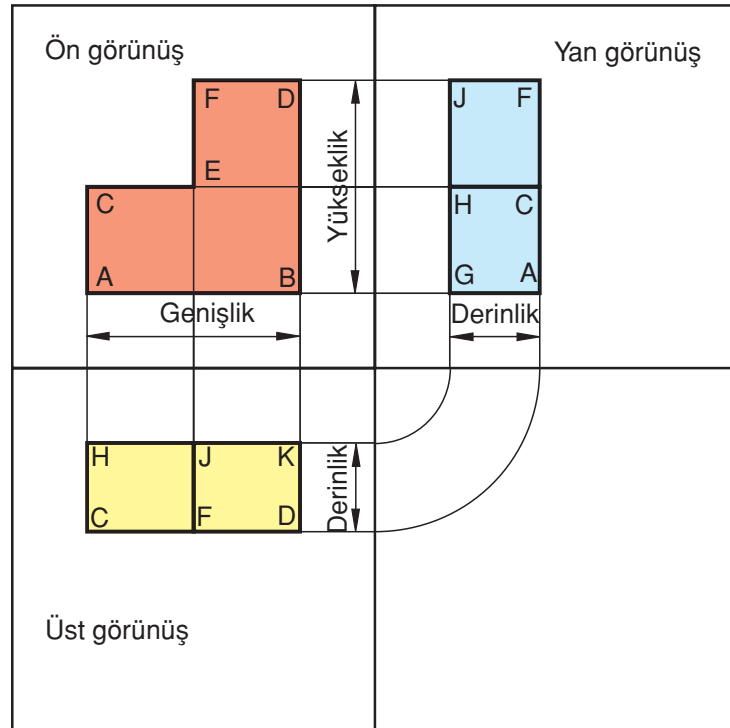 Ön görünüş
Yan görünüş
F D
J F
E
Yükseklik
C
H C
A B
G A
Genişlik
Derinlik
H J K
Derinlik
C F D
Üst görünüş